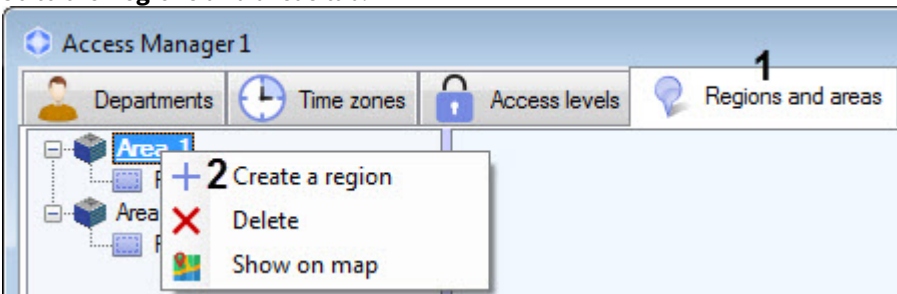 Access Manager 1
1
Departments
Time zones
Access levels
Regions and areas
Area 1
2
Create a region
Area
Delete
Show on map